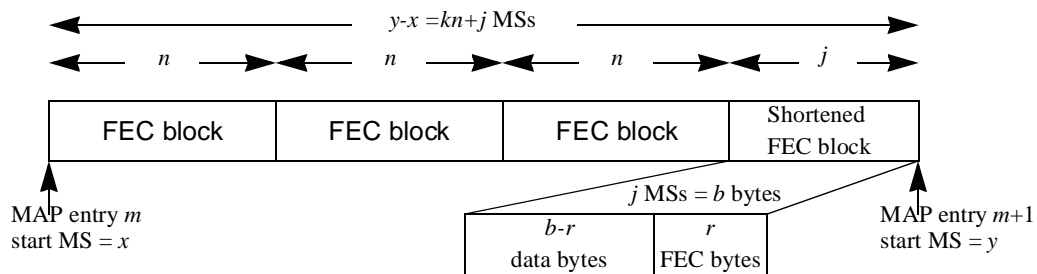 y-x =kn+j MSs
n n n j
FEC block FEC block FEC block Shortened
FEC block
j MSs = b bytes
MAP entry m
start MS = x
MAP entry m+1
start MS = y
b-r
data bytes
r
FEC bytes